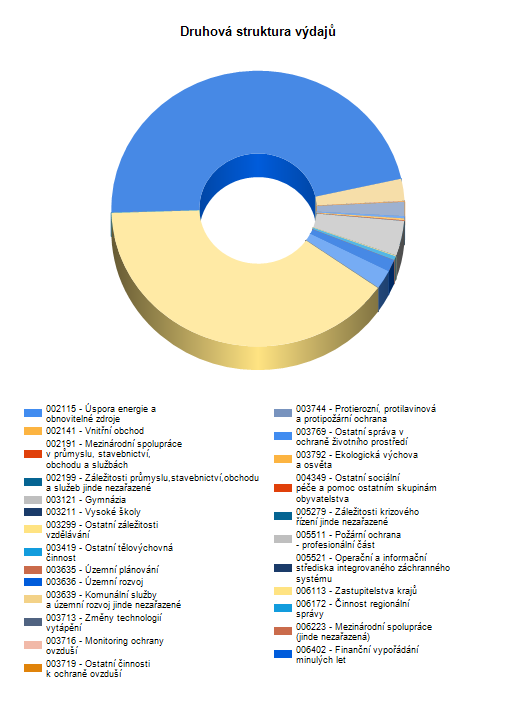 Druhová struktura výdajů
002115 - Úspora energie a
obnovitelné zdroje
002141 - Vnitřní obchod
002191 - Mezinárodní spolupráce
v průmyslu, stavebnictví,
obchodu a službách
002199 - Záležitosti průmyslu,stavebnictví,obchodu
a služeb jinde nezařazené
003121 - Gymnázia
003211 - Vysoké školy
003299 - Ostatní záležitosti
vzdělávání
003419 - Ostatní tělovýchovná
činnost
003635 - Územní plánování
003636 - Územní rozvoj
003639 - Komunální služby
a územní rozvoj jinde nezařazené
003713 - Změny technologií
vytápění
003716 - Monitoring ochrany
ovzduší
003719 - Ostatní činnosti
k ochraně ovzduší
003744 - Protierozní, protilavinová
a protipožární ochrana
003769 - Ostatní správa v
ochraně životního prostředí
003792 - Ekologická výchova
a osvěta
004349 - Ostatní sociální
péče a pomoc ostatním skupinám
obyvatelstva
005279 - Záležitosti krizového
řízení jinde nezařazené
005511 - Požární ochrana
- profesionální část
005521 - Operační a informační
střediska integrovaného záchranného
systému
006113 - Zastupitelstva krajů
006172 - Činnost regionální
správy
006223 - Mezinárodní spolupráce
(jinde nezařazená)
006402 - Finanční vypořádání
minulých let